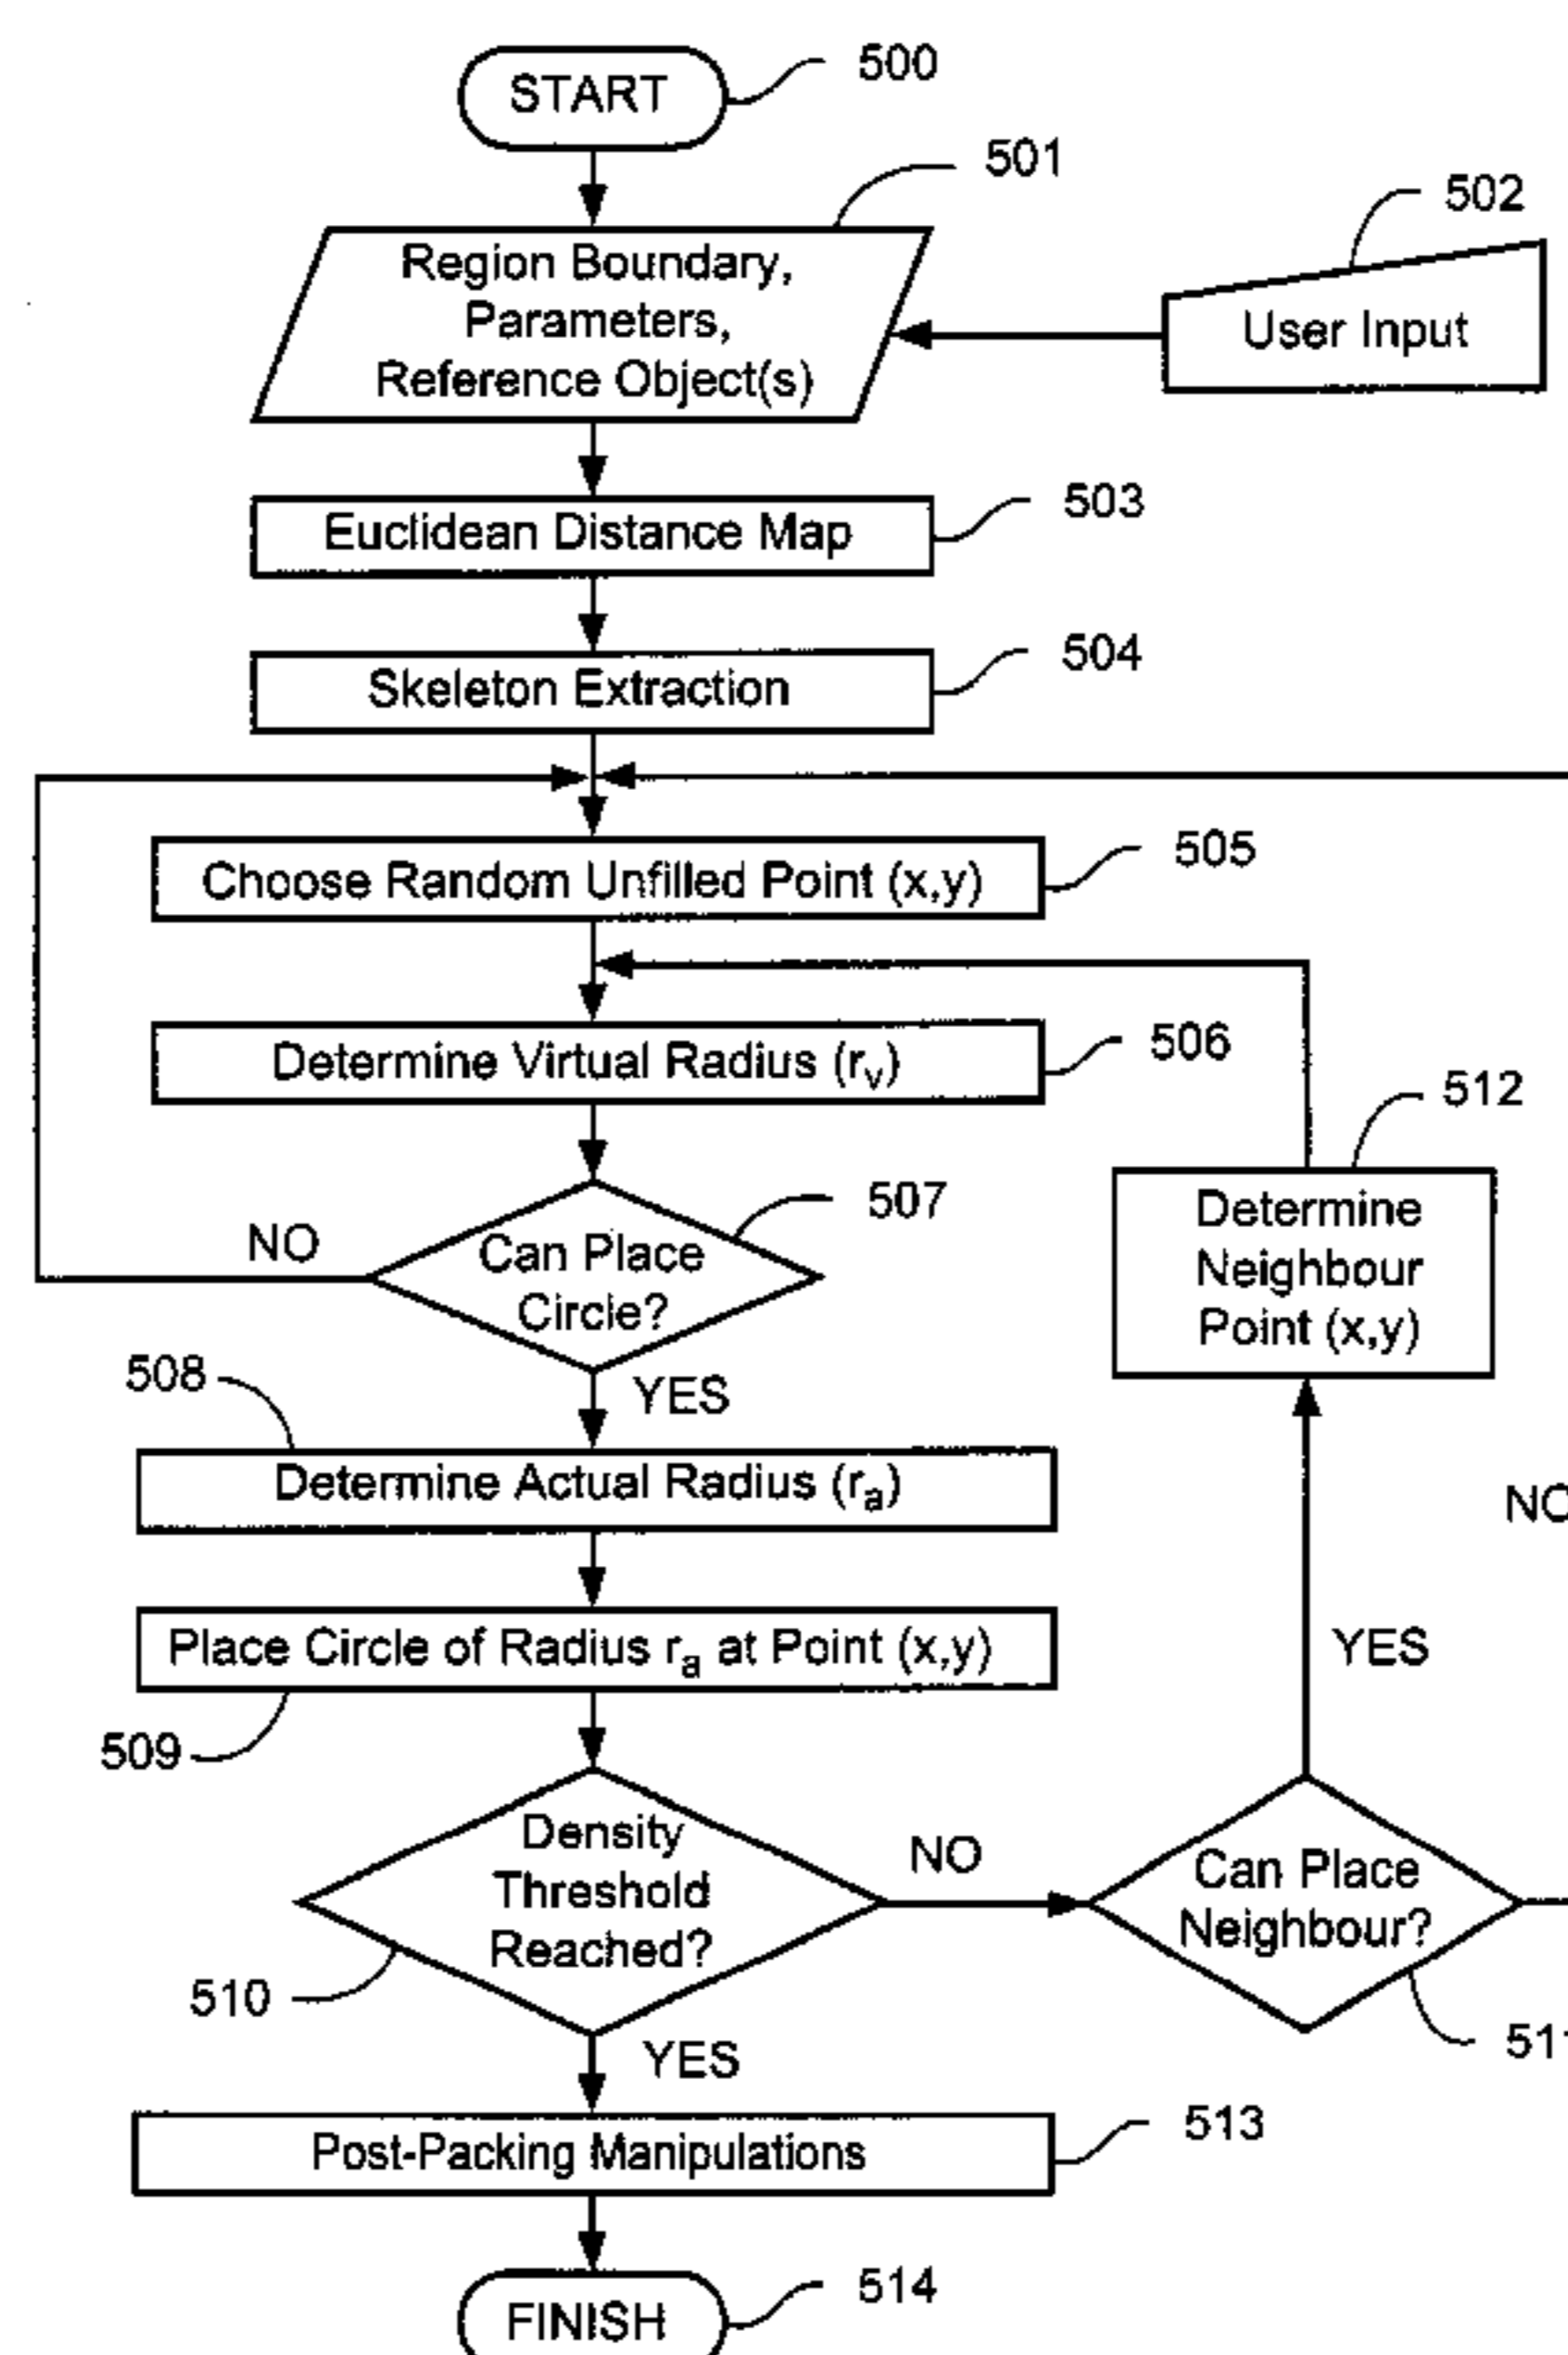 START
500
501
Region Boundary,
Parameters,
Reference Object(s)
502
User Input
Euclidean Distance Map
503
Skeleton Extraction
504
Choose Random Unfilled Point (x,y)
505
Determine Virtual Radius (rv)
506
512
Determine
Neighbour
Point (x,y)
507
NO
Can Place
Circle?
YES
508
Determine Actual Radius (ra)
NO
Place Circle of Radius ra at Point (x,y)
YES
509
Density
Threshold
Reached?
NO
Can Place
Neighbour?
510
511
YES
Post-Packing Manipulations
513
FINISH
514